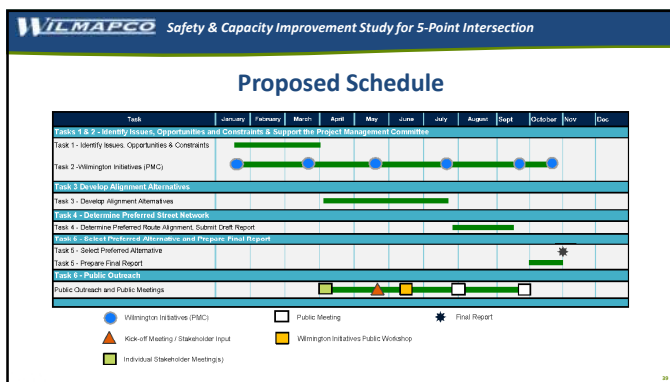 WILMAPCO Safety & Capacity Improvement Study for 5-Point Intersection
Proposed Schedule
Task January February March April May June July August Sept October Nov Dec
Tasks 1 & 2 - Identify Issues, Opportunities and Constraints & Support the Project Management Committee
Task 1 - Identify Issues, Opportunities & Constraints
Task 2 -Wilmington Initiatives (PMC)
Task 3 Develop Alignment Alternatives
Task 3 - Develop Alignment Alternatives
Task 4 - Determine Preferred Street Network
Task 4 - Determine Preferred Route Alignment, Submit Draft Report
Task 5 - Select Preferred Alternative and Prepare Final Report
Task 5 - Select Preferred Alternative
Task 5 - Prepare Final Report
Task 6 - Public Outreach
Public Outreach and Public Meetings
Wilmington Initiatives (PMC) Public Meeting Final Report
Kick-off Meeting / Stakeholder Input Wilmington Initiatives Public Workshop
Individual Stakeholder Meeting(s)